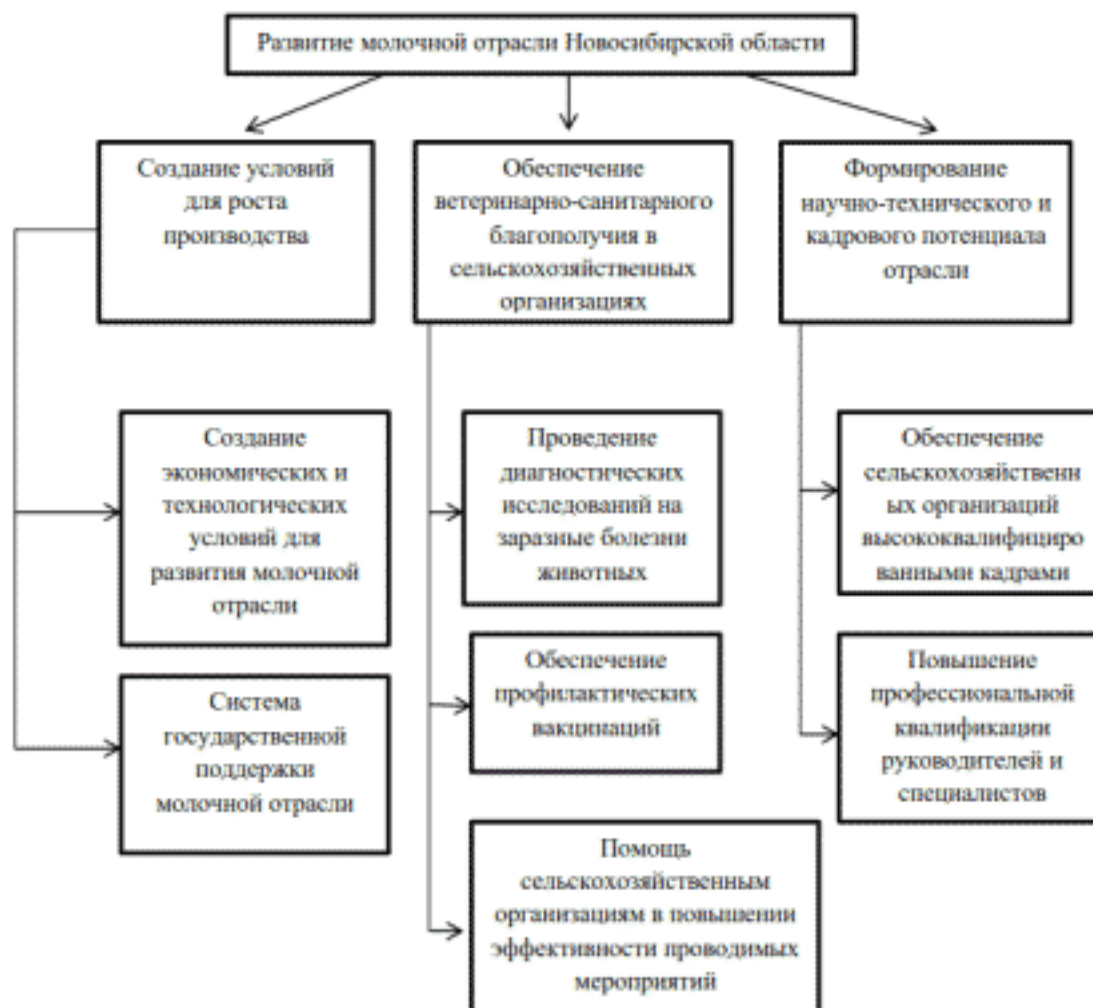 Развитие молочной отрасли Новосибирской области
Создание условий
для роста
производства
Обеспечение
ветеринарно-санитарного
благополучия в
сельскохозяйственных
организациях
Формирование
научно-технического и
кадрового потенциала
отрасли
Создание
экономических и
технологических
условий для
развития молочной
отрасли
Система
государственной
поддержки
молочной отрасли
Проведение
диагностических
исследований на
заразные болезни
животных
Обеспечение
профилактических
вакцинаций
Помощь
сельскохозяйственным
организациям в повышении
эффективности проводимых
мероприятий
Обеспечение
сельскохозяйственн
ых организаций
высококвалифициро
ванными кадрами
Повышение
профессиональной
квалификации
руководителей и
специалистов